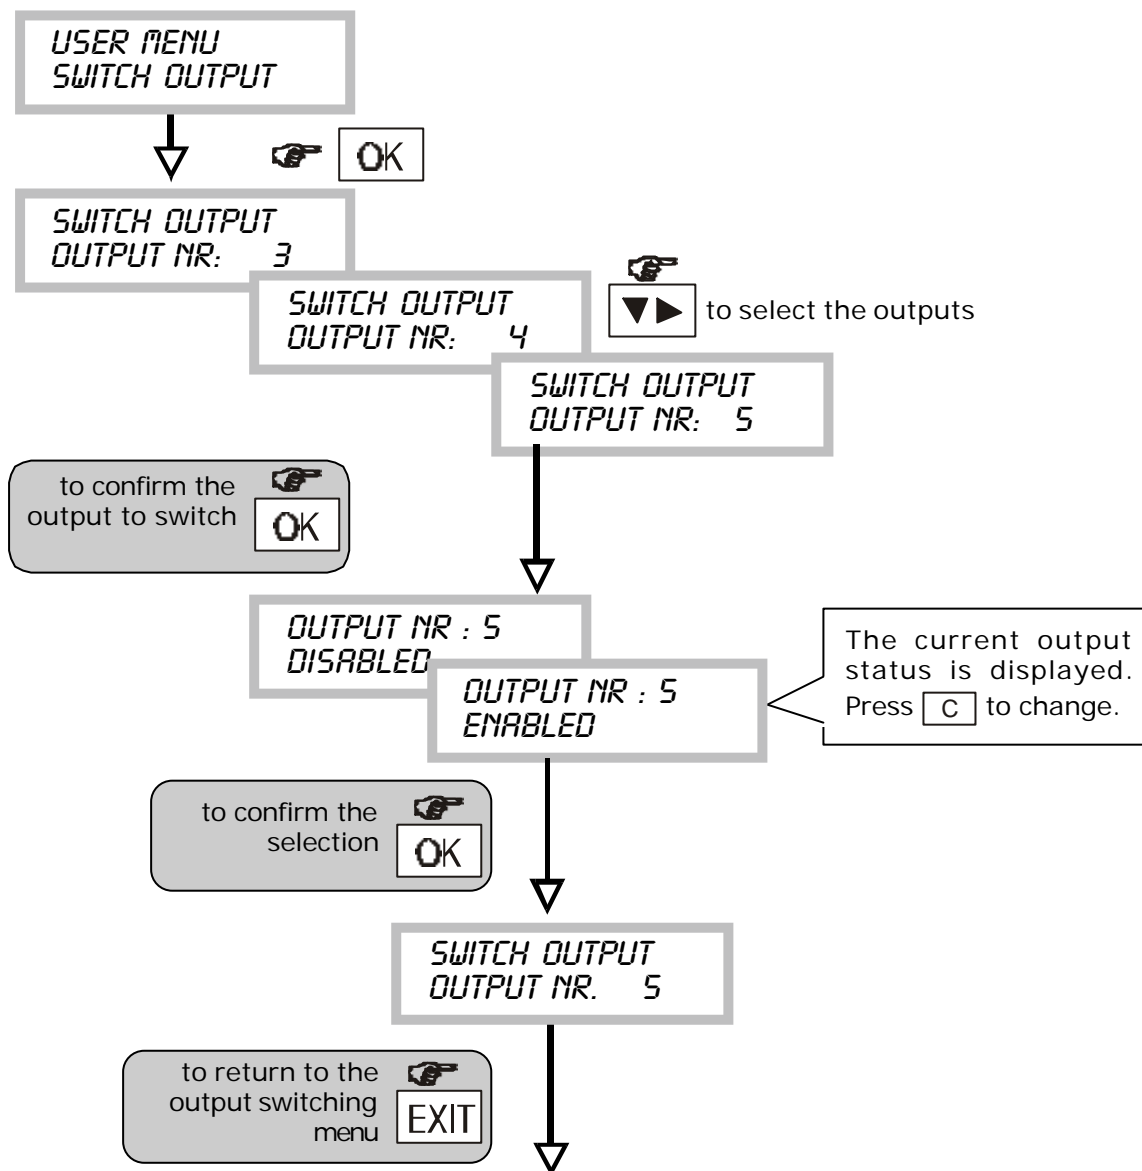 USER MENU
SWITCH OUTPUT
OK
SWITCH OUTPUT
OUTPUT NR: 3
SWITCH OUTPUT
OUTPUT NR: 4
to select the outputs
SWITCH OUTPUT
OUTPUT NR: 5
to confirm the
output to switch
OK
OUTPUT NR : 5
DISABLED
OUTPUT NR : 5
ENABLED
The current output
status is displayed.
Press C to change.
to confirm the
selection
OK
SWITCH OUTPUT
OUTPUT NR. 5
to return to the
output switching
menu
EXIT